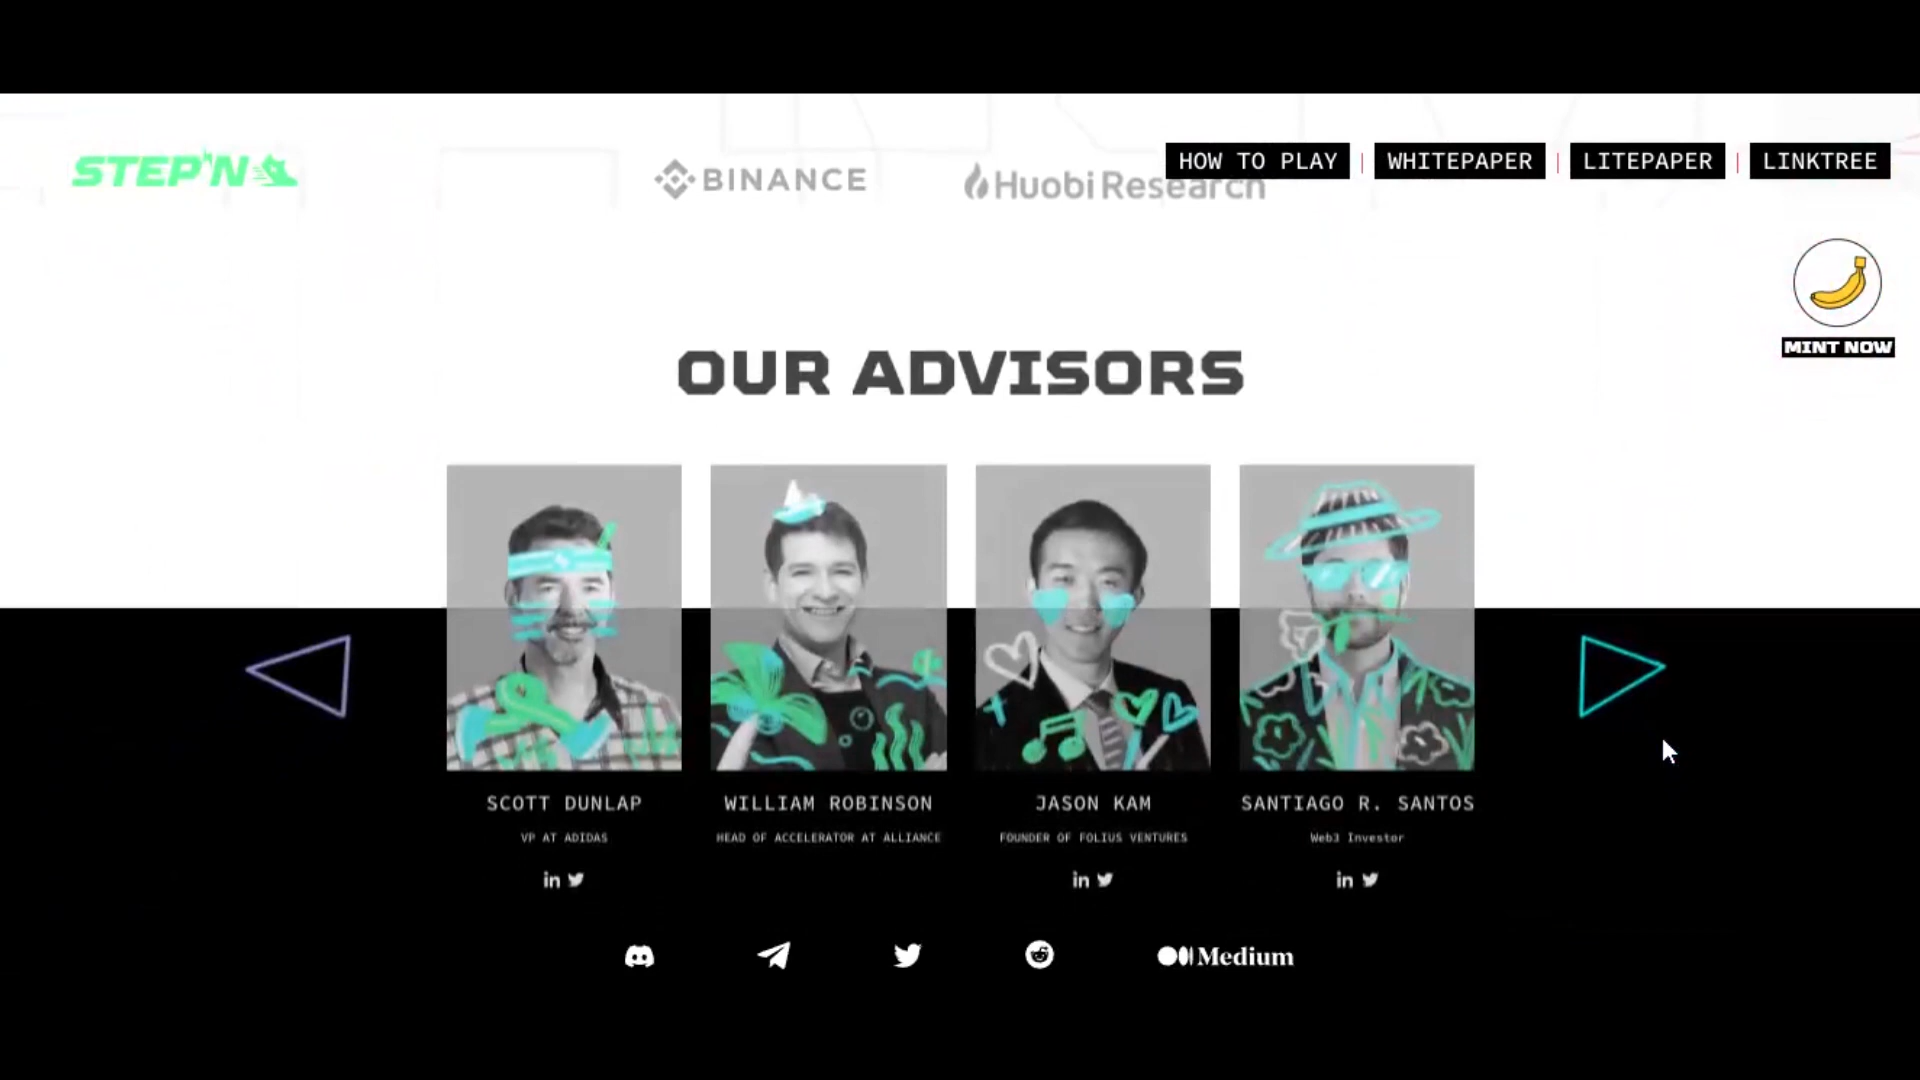 STEP'N
BINANCE
Huobi Research
HOW TO PLAY | WHITEPAPER | LITEPAPER | LINKTREE
MINT NOW
OUR ADVISORS
SCOTT DUNLAP
VP AT ADIDAS
in
WILLIAM ROBINSON
HEAD OF ACCELERATOR AT ALLIANCE
JASON KAM
FOUNDER OF FOLIUS VENTURES
in
SANTIAGO R. SANTOS
Web3 Investor
in
Medium